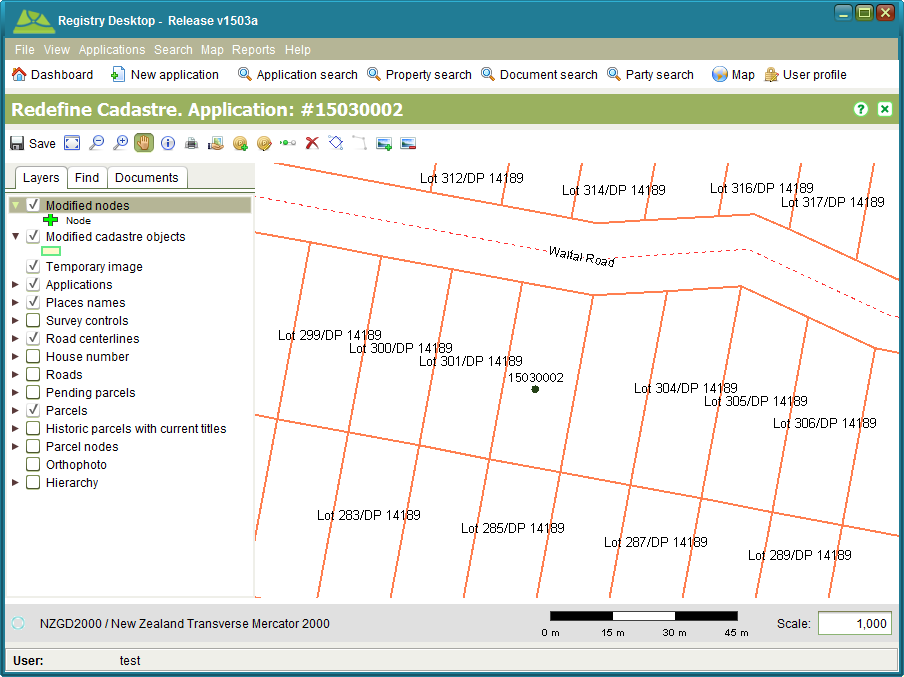 Registry Desktop - Release v1503a
File View Applications Search Map Reports Help
Dashboard New application Application search Property search Document search Party search Map User profile
Redefine Cadastre. Application: #15030002
Save
Layers Find Documents
Modified nodes
Node
Modified cadastre objects
Temporary image
Applications
Places names
Survey controls
Road centerlines
House number
Roads
Pending parcels
Parcels
Historic parcels with current titles
Parcel nodes
Orthophoto
Hierarchy
Lot 312/DP 14189
Lot 314/DP 14189
Lot 316/DP 14189
Lot 317/DP 14189
Waitai Road
Lot 299/DP 14189
Lot 300/DP 14189
Lot 301/DP 14189
15030002
Lot 304/DP 14189
Lot 305/DP 14189
Lot 306/DP 14189
Lot 283/DP 14189
Lot 285/DP 14189
Lot 287/DP 14189
Lot 289/DP 14189
NZGD2000 / New Zealand Transverse Mercator 2000
0 m 15 m 30 m 45 m
Scale: 1,000
User: test